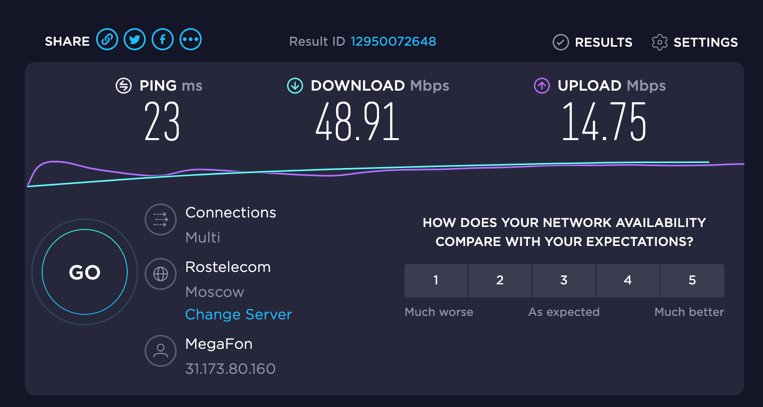 SHARE
Result ID 12950072648
RESULTS
SETTINGS
PING ms
23
DOWNLOAD Mbps
48.91
UPLOAD Mbps
14.75
GO
Connections
Multi
Rostelecom
Moscow
Change Server
MegaFon
31.173.80.160
HOW DOES YOUR NETWORK AVAILABILITY
COMPARE WITH YOUR EXPECTATIONS?
1 2 3 4 5
Much worse As expected Much better